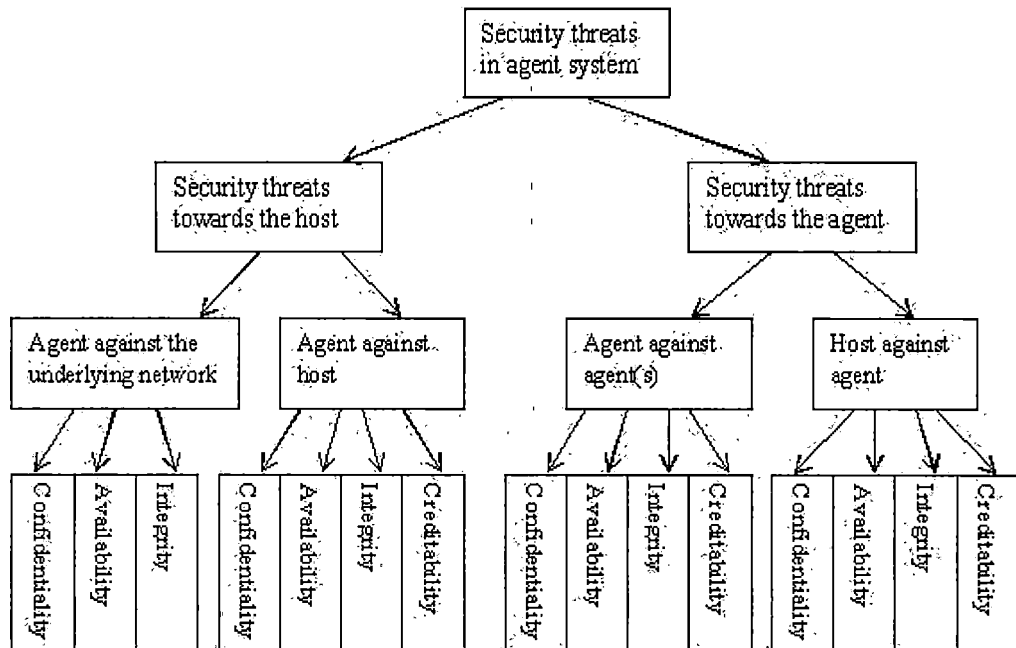 Security threats
in agent system
Security threats
towards the host
Security threats
towards the agent
Agent against the
underlying network
Agent against
host
Agent against
agent(s)
Host against
agent
Confidentiality
Availability
Integrity
Confidentiality
Availability
Integrity
Creditability
Confidentiality
Availability
Integrity
Creditability
Confidentiality
Availability
Integrity
Creditability